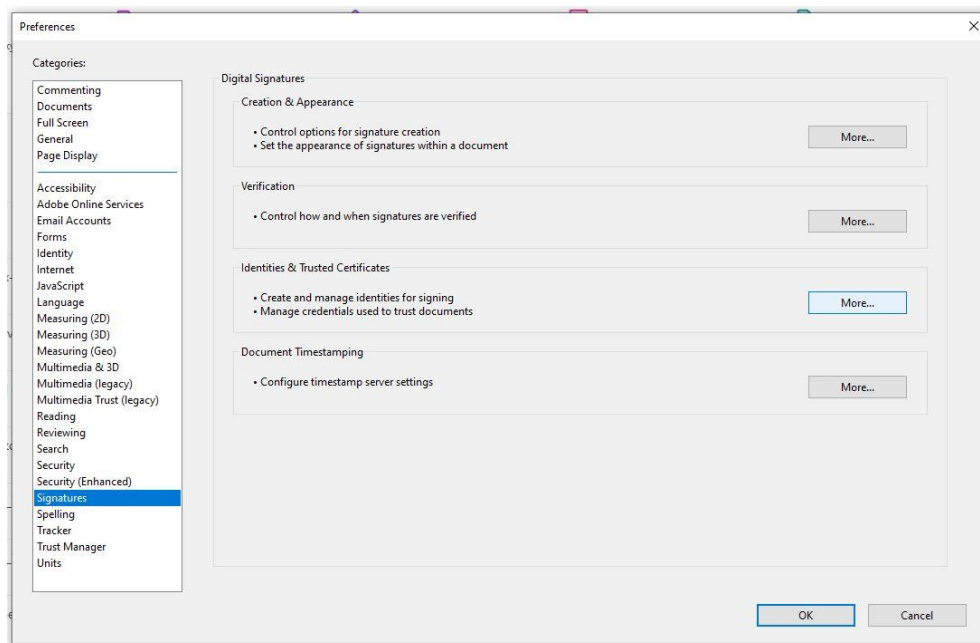 Preferences
Categories:
Commenting
Documents
Full Screen
General
Page Display
Accessibility
Adobe Online Services
Email Accounts
Forms
Identity
Internet
JavaScript
Language
Measuring (2D)
Measuring (3D)
Measuring (Geo)
Multimedia & 3D
Multimedia (legacy)
Multimedia Trust (legacy)
Reading
Reviewing
Search
Security
Security (Enhanced)
Signatures
Spelling
Tracker
Trust Manager
Units
Digital Signatures
Creation & Appearance
• Control options for signature creation
• Set the appearance of signatures within a document
More...
Verification
• Control how and when signatures are verified
More...
Identities & Trusted Certificates
• Create and manage identities for signing
• Manage credentials used to trust documents
More...
Document Timestamping
• Configure timestamp server settings
More...
OK
Cancel